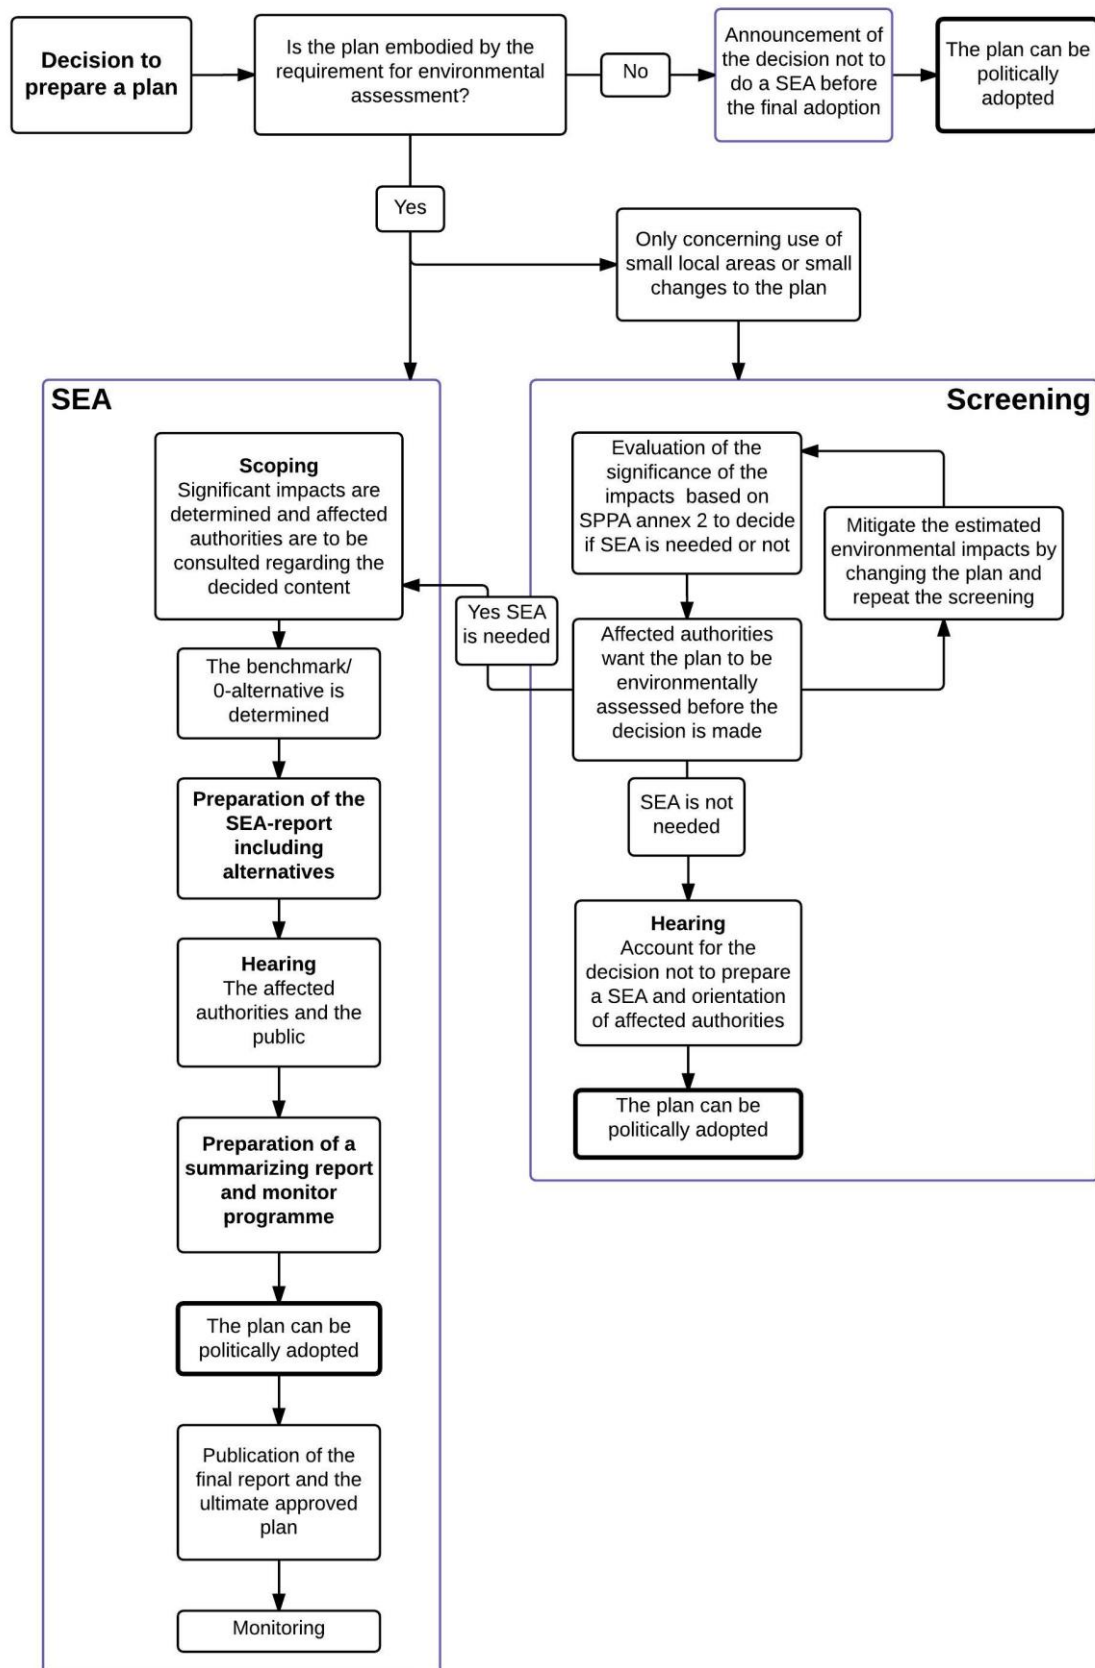 Decision to
prepare a plan
Is the plan embodied by the
requirement for environmental
assessment?
No
Announcement of
the decision not to
do a SEA before
the final adoption
The plan can be
politically
adopted
Yes
Only concerning use of
small local areas or small
changes to the plan
SEA
Scoping
Significant impacts are
determined and affected
authorities are to be
consulted regarding the
decided content
The benchmark/
0-alternative is
determined
Preparation of the
SEA-report
including
alternatives
Hearing
The affected
authorities and the
public
Preparation of a
summarizing report
and monitor
programme
The plan can be
politically adopted
Publication of the
final report and the
ultimate approved
plan
Monitoring
Yes SEA
is needed
Screening
Evaluation of the
significance of the
impacts based on
SPPA annex 2 to decide
if SEA is needed or not
Mitigate the estimated
environmental impacts by
changing the plan and
repeat the screening
Affected authorities
want the plan to be
environmentally
assessed before the
decision is made
SEA is not
needed
Hearing
Account for the
decision not to prepare
a SEA and orientation
of affected authorities
The plan can be
politically adopted